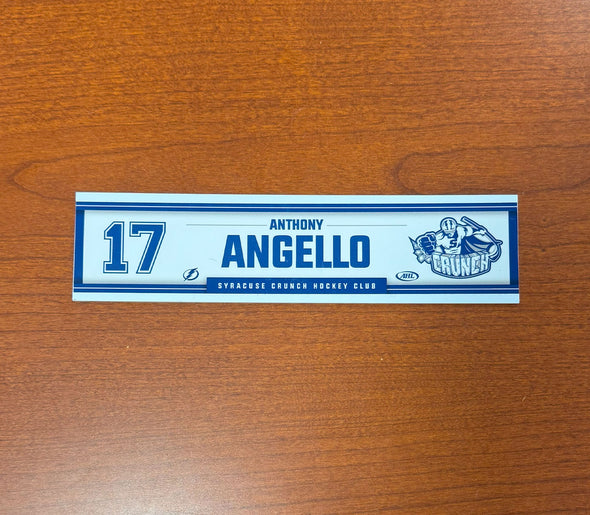 17
ANTHONY
ANGELLO
SYRACUSE CRUNCH HOCKEY CLUB
S
CRUNCH
AHL